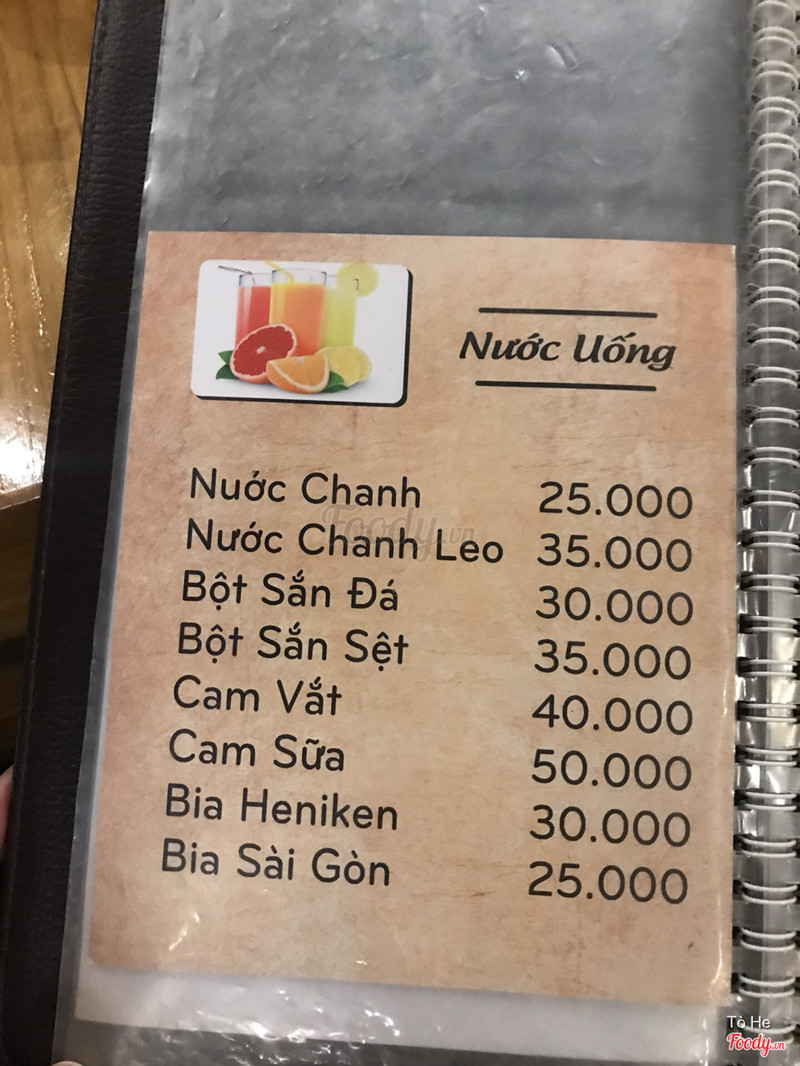 Nước Uống
Nước Chanh 25.000
Nước Chanh Leo 35.000
Bột Sắn Đá 30.000
Bột Sắn Sệt 35.000
Cam Vắt 40.000
Cam Sữa 50.000
Bia Heniken 30.000
Bia Sài Gòn 25.000
Foody.vn
Tò He
Foody.vn